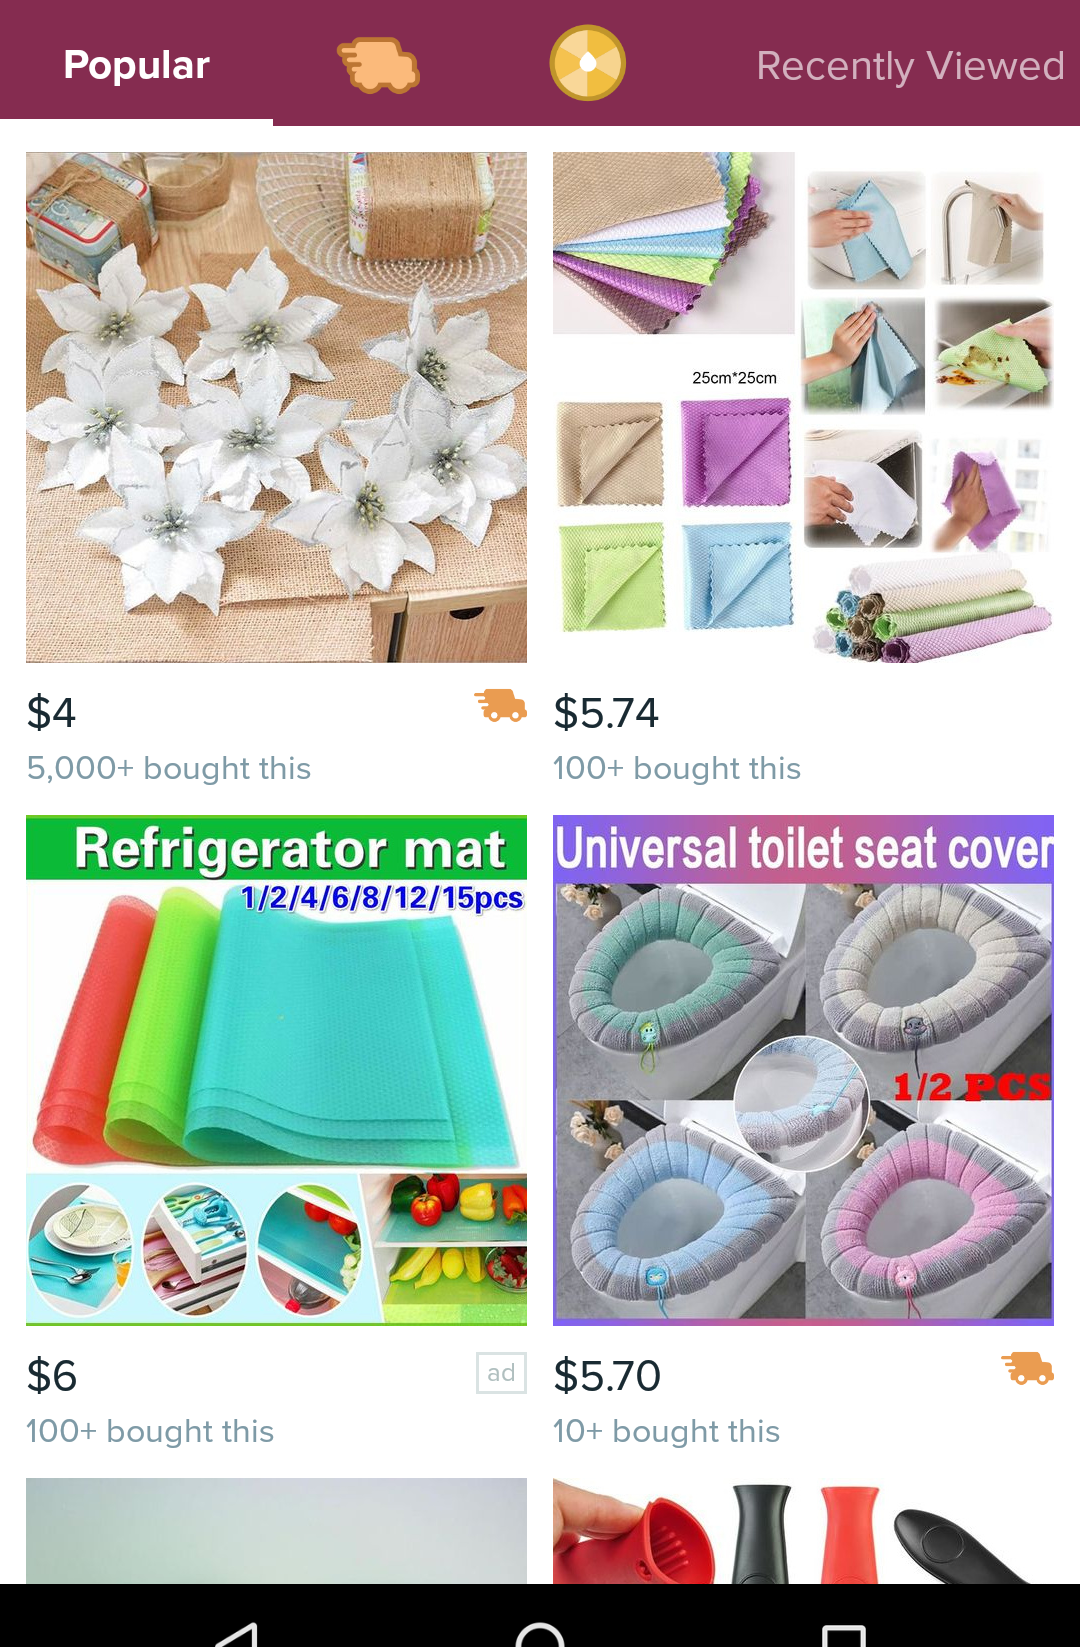 Popular
Recently Viewed
25cm*25cm
$4
5,000+ bought this
$5.74
100+ bought this
Refrigerator mat
1/2/4/6/8/12/15pcs
Universal toilet seat cover
1/2 PCS
$6
ad
100+ bought this
$5.70
10+ bought this